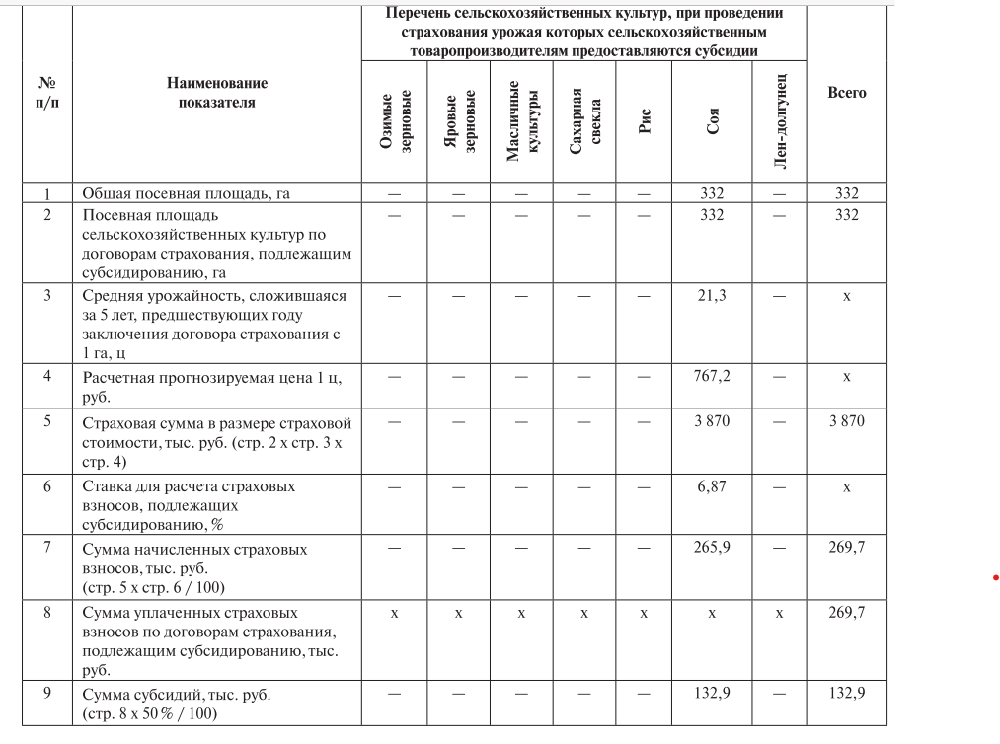 Перечень сельскохозяйственных культур, при проведении
страхования урожая которых сельскохозяйственным
товаропроизводителям предоставляются субсидии
№
п/п
Наименование
показателя
Озимые
зерновые
Яровые
зерновые
Масличные
культуры
Сахарная
свекла
Рис
Соя
Лен-долгунец
Всего
1 Общая посевная площадь, га — — — — — 332 — 332
2 Посевная площадь — — — — — 332 — 332
сельскохозяйственных культур по
договорам страхования, подлежащим
субсидированию, га
3 Средняя урожайность, сложившаяся — — — — — 21,3 — х
за 5 лет, предшествующих году
заключения договора страхования с
1 га, ц
4 Расчетная прогнозируемая цена 1 ц, — — — — — 767,2 — х
руб.
5 Страховая сумма в размере страховой — — — — — 3 870 — 3 870
стоимости, тыс. руб. (стр. 2 х стр. 3 х
стр. 4)
6 Ставка для расчета страховых — — — — — 6,87 — х
взносов, подлежащих
субсидированию, %
7 Сумма начисленных страховых — — — — — 265,9 — 269,7
взносов, тыс. руб.
(стр. 5 х стр. 6 / 100)
8 Сумма уплаченных страховых х х х х х х х 269,7
взносов по договорам страхования,
подлежащим субсидированию, тыс.
руб.
9 Сумма субсидий, тыс. руб. — — — — — 132,9 — 132,9
(стр. 8 х 50 % / 100)